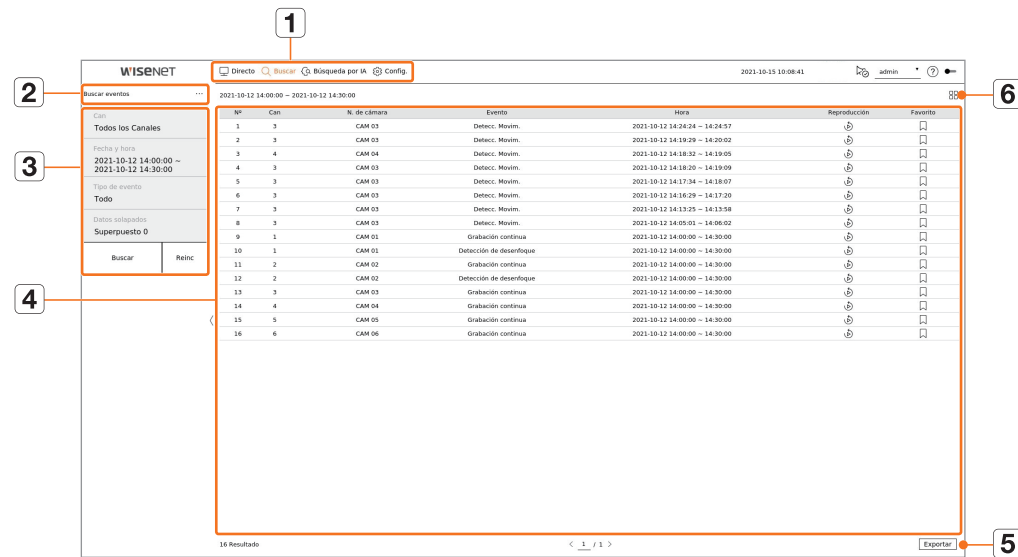 1
WISENET
Directo Buscar Búsqueda por IA Config.
2021-10-15 10:08:41
admin
?
2
Buscar eventos ...
2021-10-12 14:00:00 ~ 2021-10-12 14:30:00
6
3
Can
Todos los Canales
Fecha y hora
2021-10-12 14:00:00 ~
2021-10-12 14:30:00
Tipo de evento
Todo
Datos solapados
Superpuesto 0
Buscar Reinc
4
Nº Can N. de cámara Evento Hora Reproducción Favorito
1 3 CAM 03 Detecc. Movim. 2021-10-12 14:24:24 ~ 14:24:57
2 3 CAM 03 Detecc. Movim. 2021-10-12 14:19:29 ~ 14:20:02
3 4 CAM 04 Detecc. Movim. 2021-10-12 14:18:32 ~ 14:19:05
4 3 CAM 03 Detecc. Movim. 2021-10-12 14:18:20 ~ 14:19:09
5 3 CAM 03 Detecc. Movim. 2021-10-12 14:17:34 ~ 14:18:07
6 3 CAM 03 Detecc. Movim. 2021-10-12 14:16:29 ~ 14:17:20
7 3 CAM 03 Detecc. Movim. 2021-10-12 14:13:25 ~ 14:13:58
8 3 CAM 03 Detecc. Movim. 2021-10-12 14:05:01 ~ 14:06:02
9 1 CAM 01 Grabación continua 2021-10-12 14:00:00 ~ 14:30:00
10 1 CAM 01 Detección de desenfoque 2021-10-12 14:00:00 ~ 14:30:00
11 2 CAM 02 Grabación continua 2021-10-12 14:00:00 ~ 14:30:00
12 2 CAM 02 Detección de desenfoque 2021-10-12 14:00:00 ~ 14:30:00
13 3 CAM 03 Grabación continua 2021-10-12 14:00:00 ~ 14:30:00
14 4 CAM 04 Grabación continua 2021-10-12 14:00:00 ~ 14:30:00
15 5 CAM 05 Grabación continua 2021-10-12 14:00:00 ~ 14:30:00
16 6 CAM 06 Grabación continua 2021-10-12 14:00:00 ~ 14:30:00
16 Resultado
< 1 / 1 >
Exportar
5